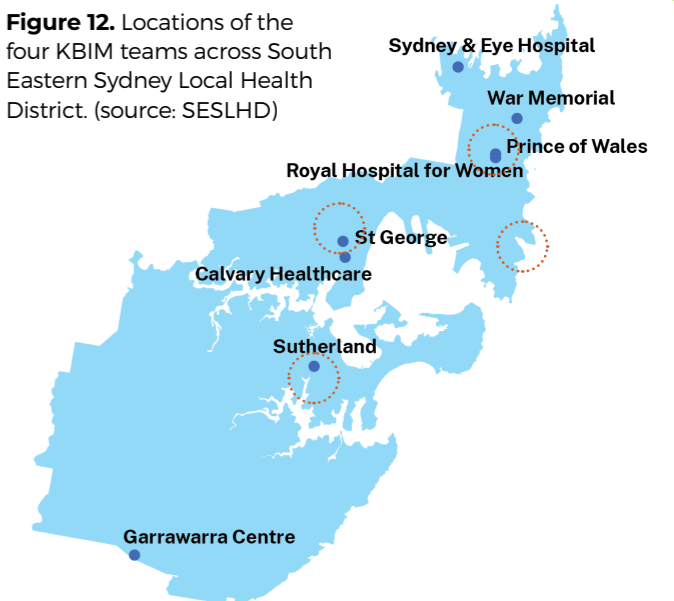 Figure 12. Locations of the
four KBIM teams across South
Eastern Sydney Local Health
District. (source: SESLHD)
Sydney & Eye Hospital
War Memorial
Prince of Wales
Royal Hospital for Women
St George
Calvary Healthcare
Sutherland
Garrawarra Centre